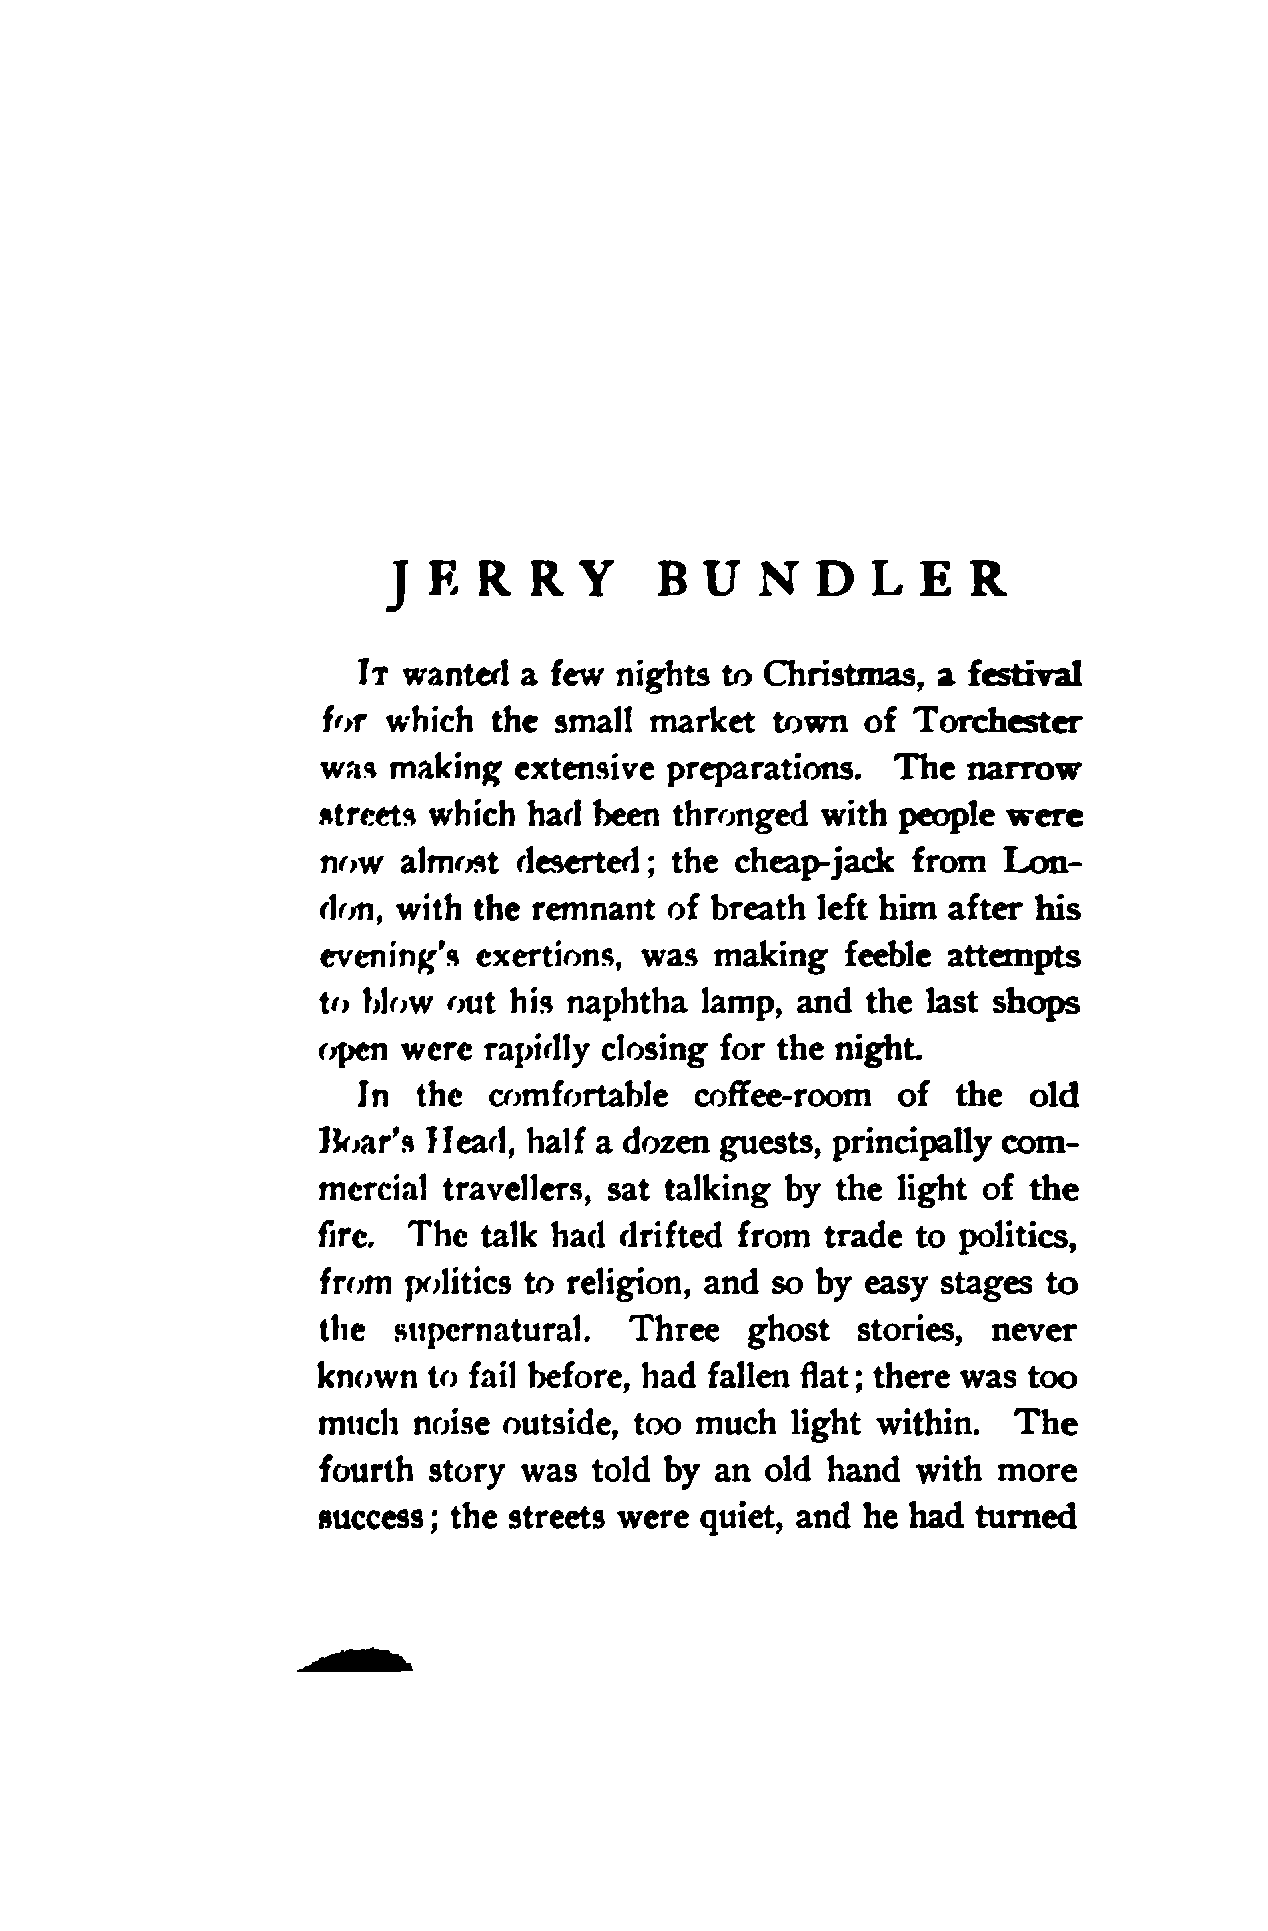 JERRY BUNDLER
IT wanted a few nights to Christmas, a festival
for which the small market town of Torchester
was making extensive preparations. The narrow
streets which had been thronged with people were
now almost deserted; the cheap-jack from Lon-
don, with the remnant of breath left him after his
evening's exertions, was making feeble attempts
to blow out his naphtha lamp, and the last shops
open were rapidly closing for the night.
In the comfortable coffee-room of the old
Boar's Head, half a dozen guests, principally com-
mercial travellers, sat talking by the light of the
fire. The talk had drifted from trade to politics,
from politics to religion, and so by easy stages to
the supernatural. Three ghost stories, never
known to fail before, had fallen flat; there was too
much noise outside, too much light within. The
fourth story was told by an old hand with more
success; the streets were quiet, and he had turned